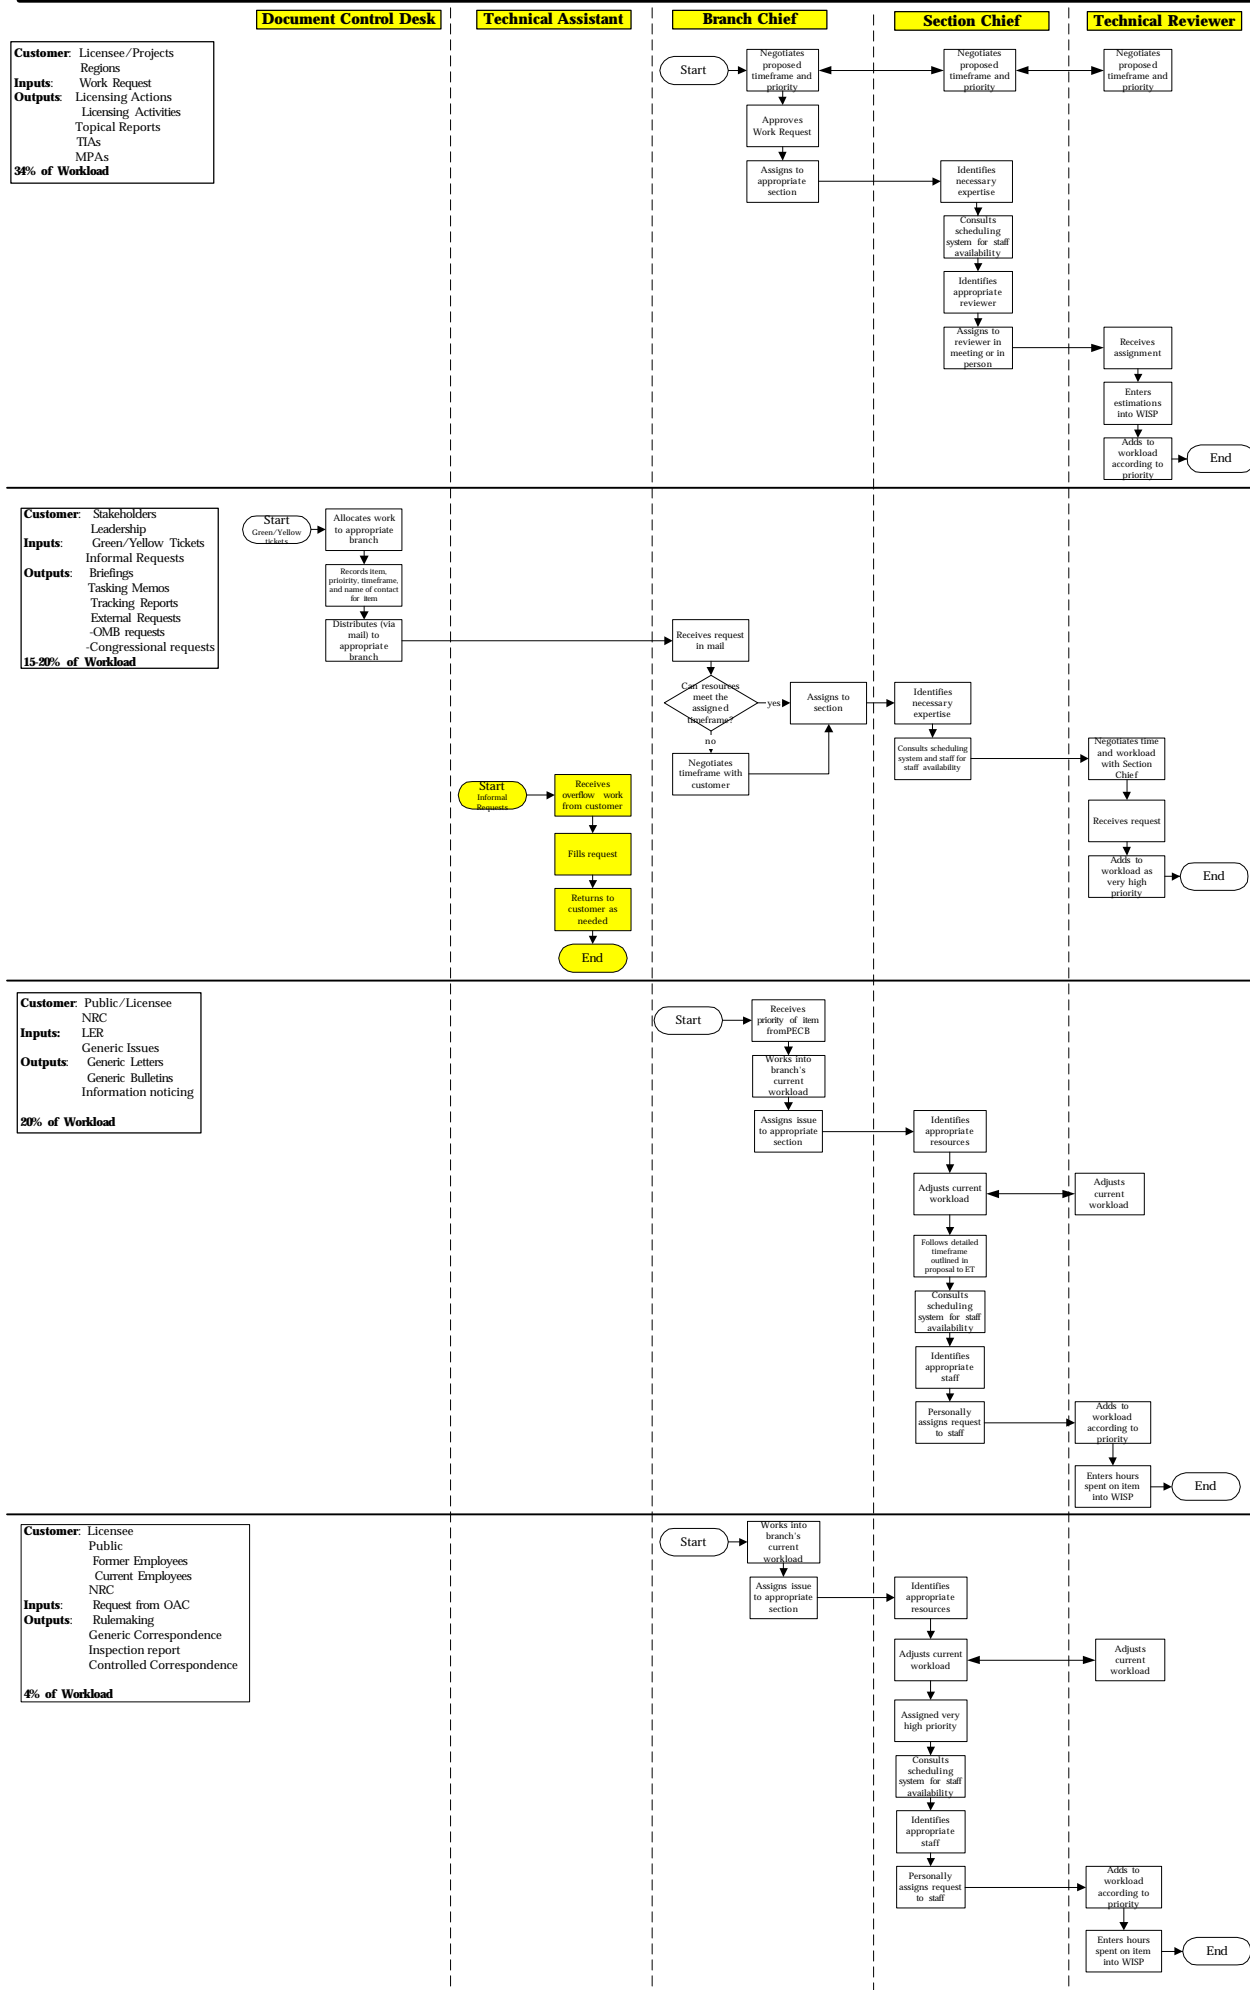 Document Control Desk
Technical Assistant
Branch Chief
Section Chief
Technical Reviewer
Customer: Licensee/Projects
Regions
Inputs: Work Request
Outputs: Licensing Actions
Licensing Activities
Topical Reports
TIAs
MPAs
34% of Workload
Start
Negotiates
proposed
timeframe and
priority
Negotiates
proposed
timeframe and
priority
Negotiates
proposed
timeframe and
priority
Approves
Work Request
Assigns to
appropriate
section
Identifies
necessary
expertise
Consults
scheduling
system for staff
availability
Identifies
appropriate
reviewer
Assigns to
reviewer in
meeting or in
person
Receives
assignment
Enters
estimations
into WISP
Adds to
workload
according to
priority
End
Customer: Stakeholders
Leadership
Inputs: Green/Yellow Tickets
Informal Requests
Outputs: Briefings
Tasking Memos
Tracking Reports
External Requests
-OMB requests
-Congressional requests
15-20% of Workload
Start
Green/Yellow
tickets
Allocates work
to appropriate
branch
Records item,
prioirity, timeframe,
and name of contact
for item
Distributes (via
mail) to
appropriate
branch
Receives request
in mail
Can resources
meet the
assigned
timeframe?
yes
no
Assigns to
section
Negotiates
timeframe with
customer
Identifies
necessary
expertise
Consults scheduling
system and staff for
staff availability
Negotiates time
and workload
with Section
Chief
Receives request
Adds to
workload as
very high
priority
End
Start
Informal
Requests
Receives
overflow work
from customer
Fills request
Returns to
customer as
needed
End
Customer: Public/Licensee
NRC
Inputs: LER
Generic Issues
Outputs: Generic Letters
Generic Bulletins
Information noticing
20% of Workload
Start
Receives
priority of item
fromPECB
Works into
branch's
current
workload
Assigns issue
to appropriate
section
Identifies
appropriate
resources
Adjusts current
workload
Adjusts
current
workload
Follows detailed
timeframe
outlined in
proposal to ET
Consults
scheduling
system for staff
availability
Identifies
appropriate
staff
Personally
assigns request
to staff
Adds to
workload
according to
priority
Enters hours
spent on item
into WISP
End
Customer: Licensee
Public
Former Employees
Current Employees
NRC
Inputs: Request from OAC
Outputs: Rulemaking
Generic Correspondence
Inspection report
Controlled Correspondence
4% of Workload
Start
Works into
branch's
current
workload
Assigns issue
to appropriate
section
Identifies
appropriate
resources
Adjusts current
workload
Adjusts
current
workload
Assigned very
high priority
Consults
scheduling
system for staff
availability
Identifies
appropriate
staff
Personally
assigns request
to staff
Adds to
workload
according to
priority
Enters hours
spent on item
into WISP
End